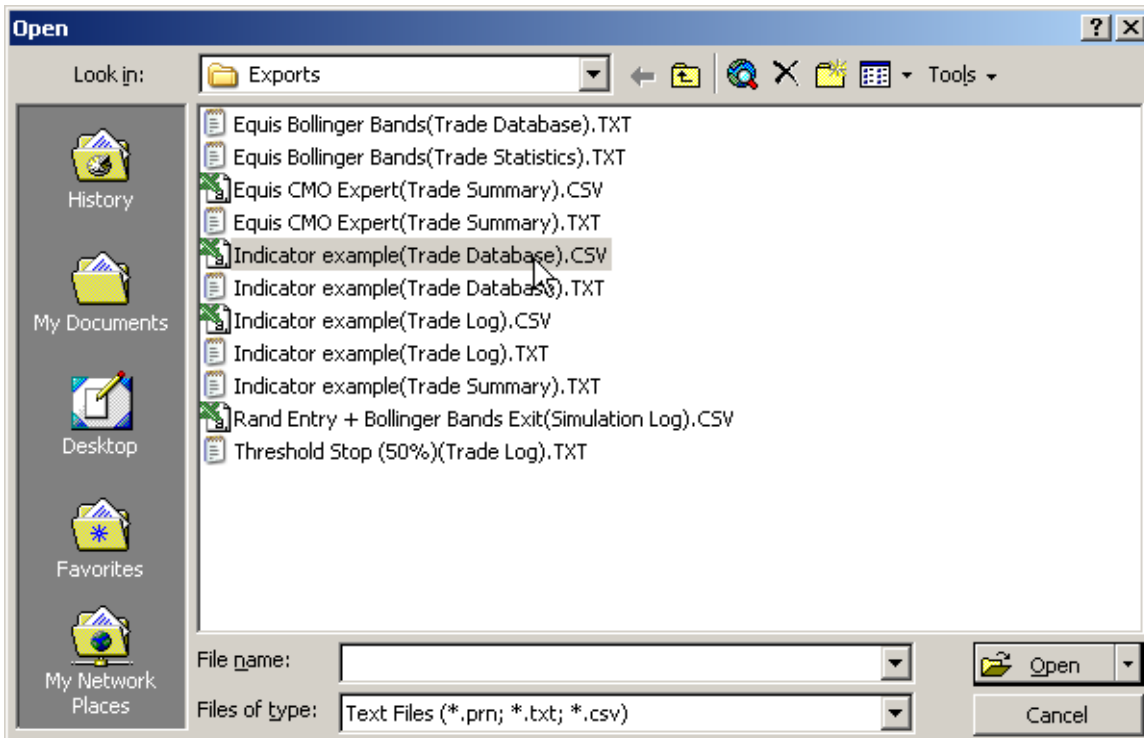 Open
Look in:
Exports
Tools
Equis Bollinger Bands(Trade Database).TXT
Equis Bollinger Bands(Trade Statistics).TXT
Equis CMO Expert(Trade Summary).CSV
Equis CMO Expert(Trade Summary).TXT
Indicator example(Trade Database).CSV
Indicator example(Trade Database).TXT
Indicator example(Trade Log).CSV
Indicator example(Trade Log).TXT
Indicator example(Trade Summary).TXT
Rand Entry + Bollinger Bands Exit(Simulation Log).CSV
Threshold Stop (50%)(Trade Log).TXT
History
My Documents
Desktop
Favorites
My Network
Places
File name:
Open
Files of type:
Text Files (*.prn; *.txt; *.csv)
Cancel